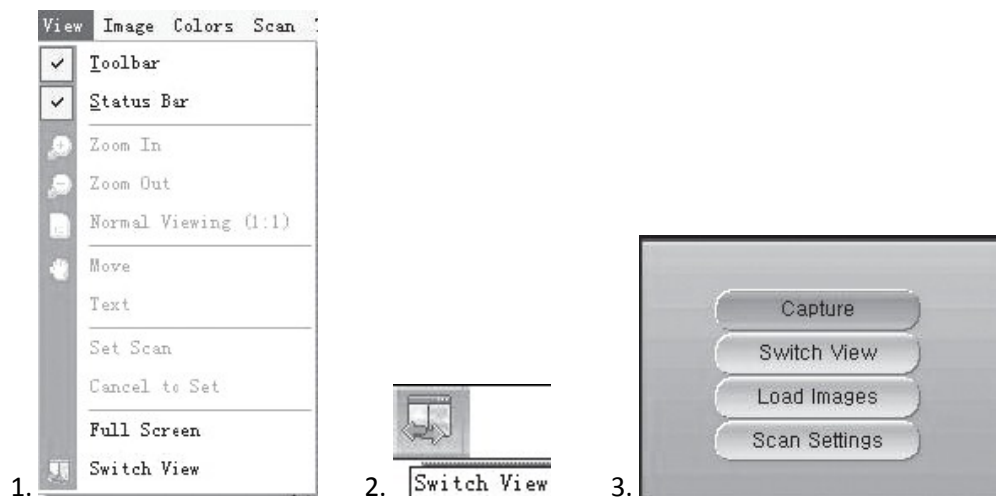 View Image Colors Scan
Toolbar
Status Bar
Zoom In
Zoom Out
Normal Viewing (1:1)
Move
Text
Set Scan
Cancel to Set
Full Screen
Switch View
1.
Switch View
2.
Capture
Switch View
Load Images
Scan Settings
3.